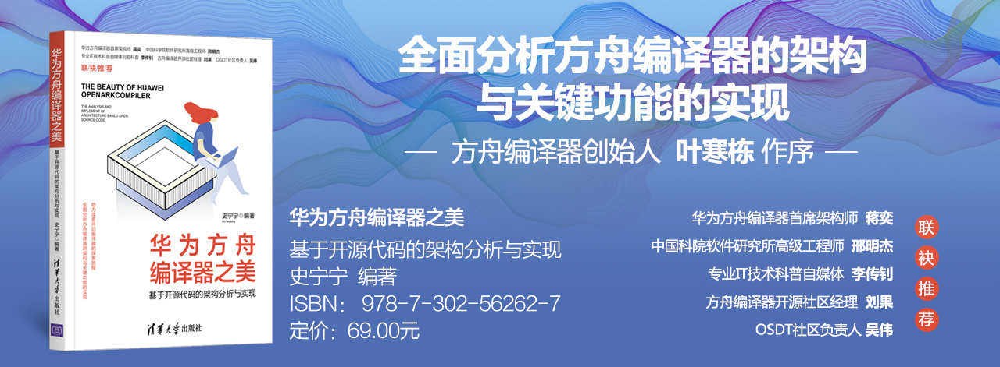 华为方舟编译器之美
基于开源代码的架构分析与实现
史宁宁◎编著
清华大学出版社
华为方舟编译器首席架构师 蒋奕 中国科学院软件研究所高级工程师 邢明杰
专业IT技术科普自媒体创哥科普 李传钊 方舟编译器开源社区经理 刘果 OSDT社区负责人 吴伟
联/袂/推/荐
THE BEAUTY OF HUAWEI
OPENARKCOMPILER
THE ANALYSIS AND
IMPLEMENT OF
ARCHITECTURE BASED OPEN
SOURCE CODE
史宁宁◎编著
Shi Ningning
助力读者开启编译器的探索旅程
全面分析方舟编译器的架构与关键功能的实现
华为方舟
编译器之美
基于开源代码的架构分析与实现
清华大学出版社
全面分析方舟编译器的架构
与关键功能的实现
— 方舟编译器创始人 叶寒栋 作序 —
华为方舟编译器之美
基于开源代码的架构分析与实现
史宁宁 编著
ISBN: 978-7-302-56262-7
定价: 69.00元
华为方舟编译器首席架构师 蒋奕
中国科院软件研究所高级工程师 邢明杰
专业IT技术科普自媒体 李传钊
方舟编译器开源社区经理 刘果
OSDT社区负责人 吴伟
联
袂
推
荐